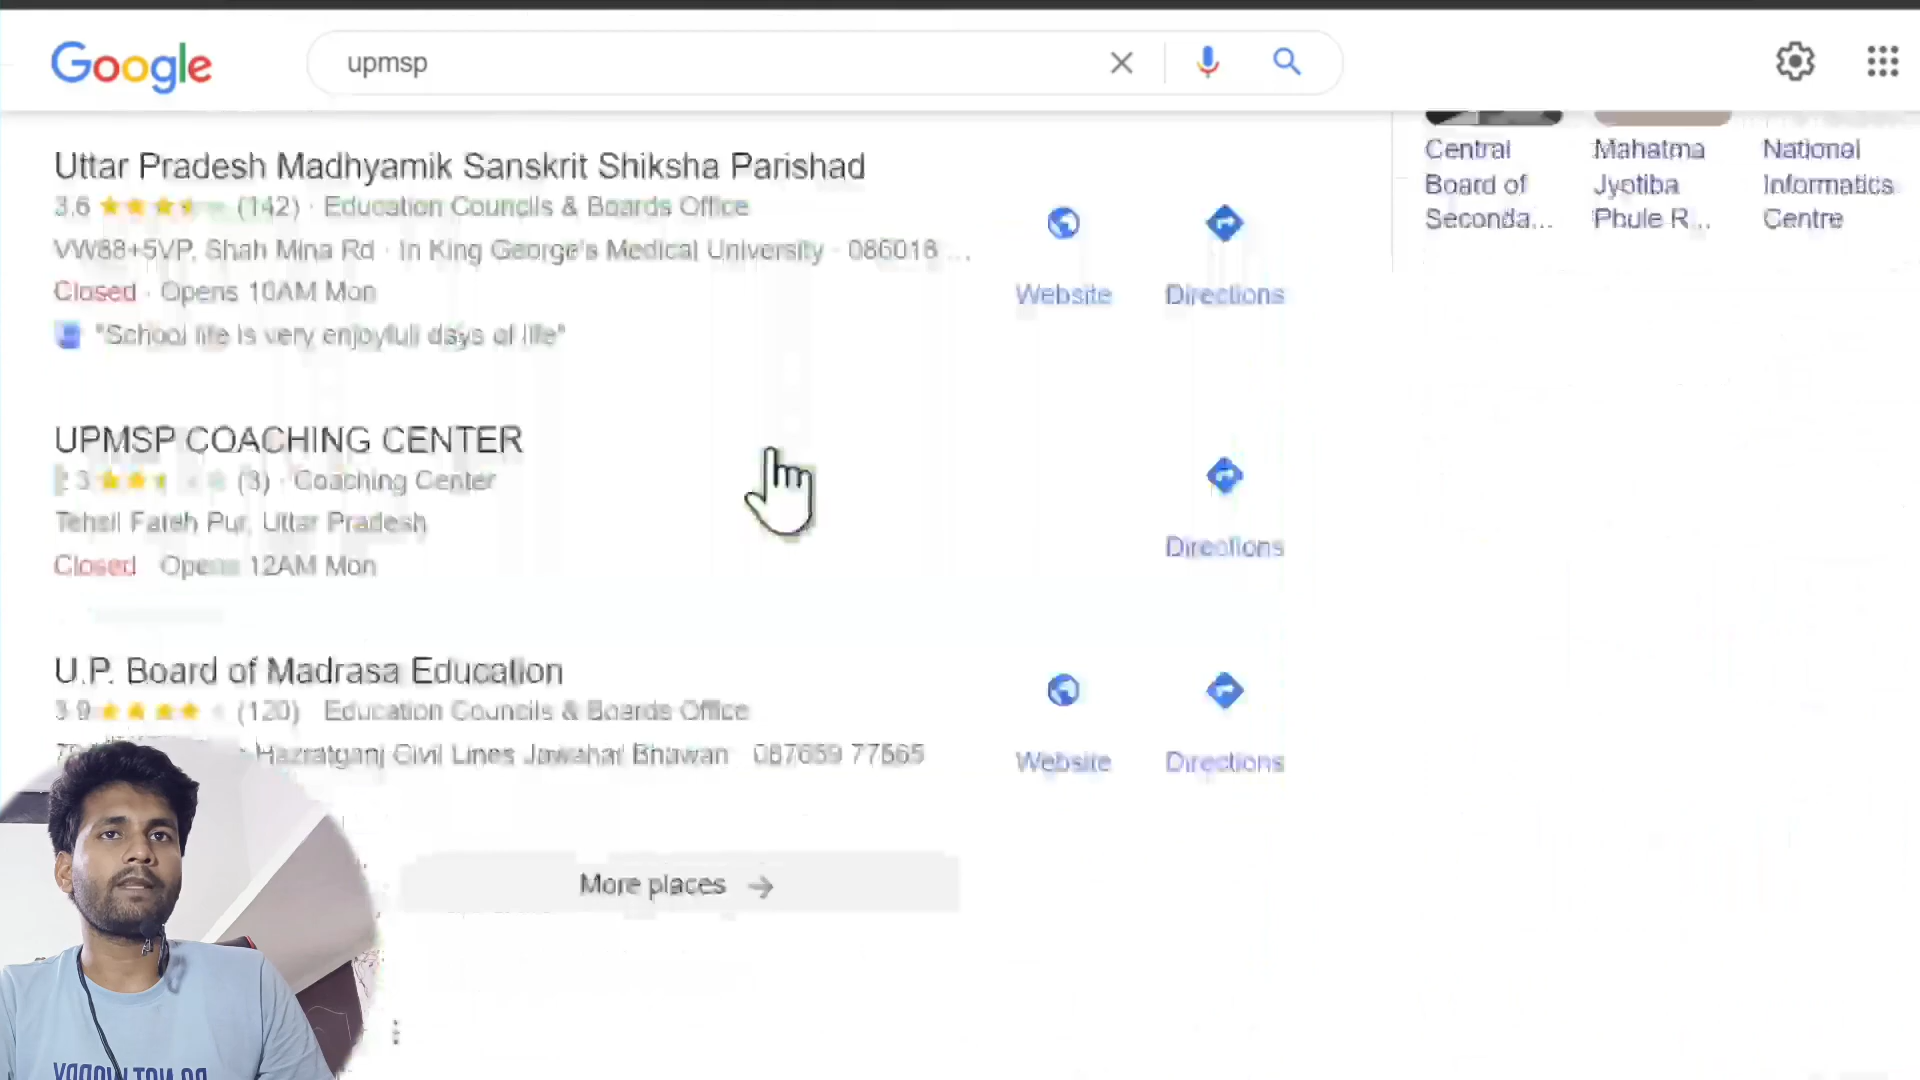 Google
upmsp
Uttar Pradesh Madhyamik Sanskrit Shiksha Parishad
3.6 (142) · Education Councils & Boards Office
VW88+5VP, Shah Mina Rd · In King George's Medical University · 086018 ...
Closed · Opens 10AM Mon
"School life is very enjoyfull days of life"
Website
Directions
UPMSP COACHING CENTER
(3) · Coaching Center
Tehsil Fateh Pur, Uttar Pradesh
Closed Opens 12AM Mon
Directions
U.P. Board of Madrasa Education
3.9 (120) Education Councils & Boards Office
Hazratganj Civil Lines Jawahar Bhawan 087659 77565
Website
Directions
More places →
Central
Board of
Seconda...
Mahatma
Jyotiba
Phule R...
National
Informatics
Centre